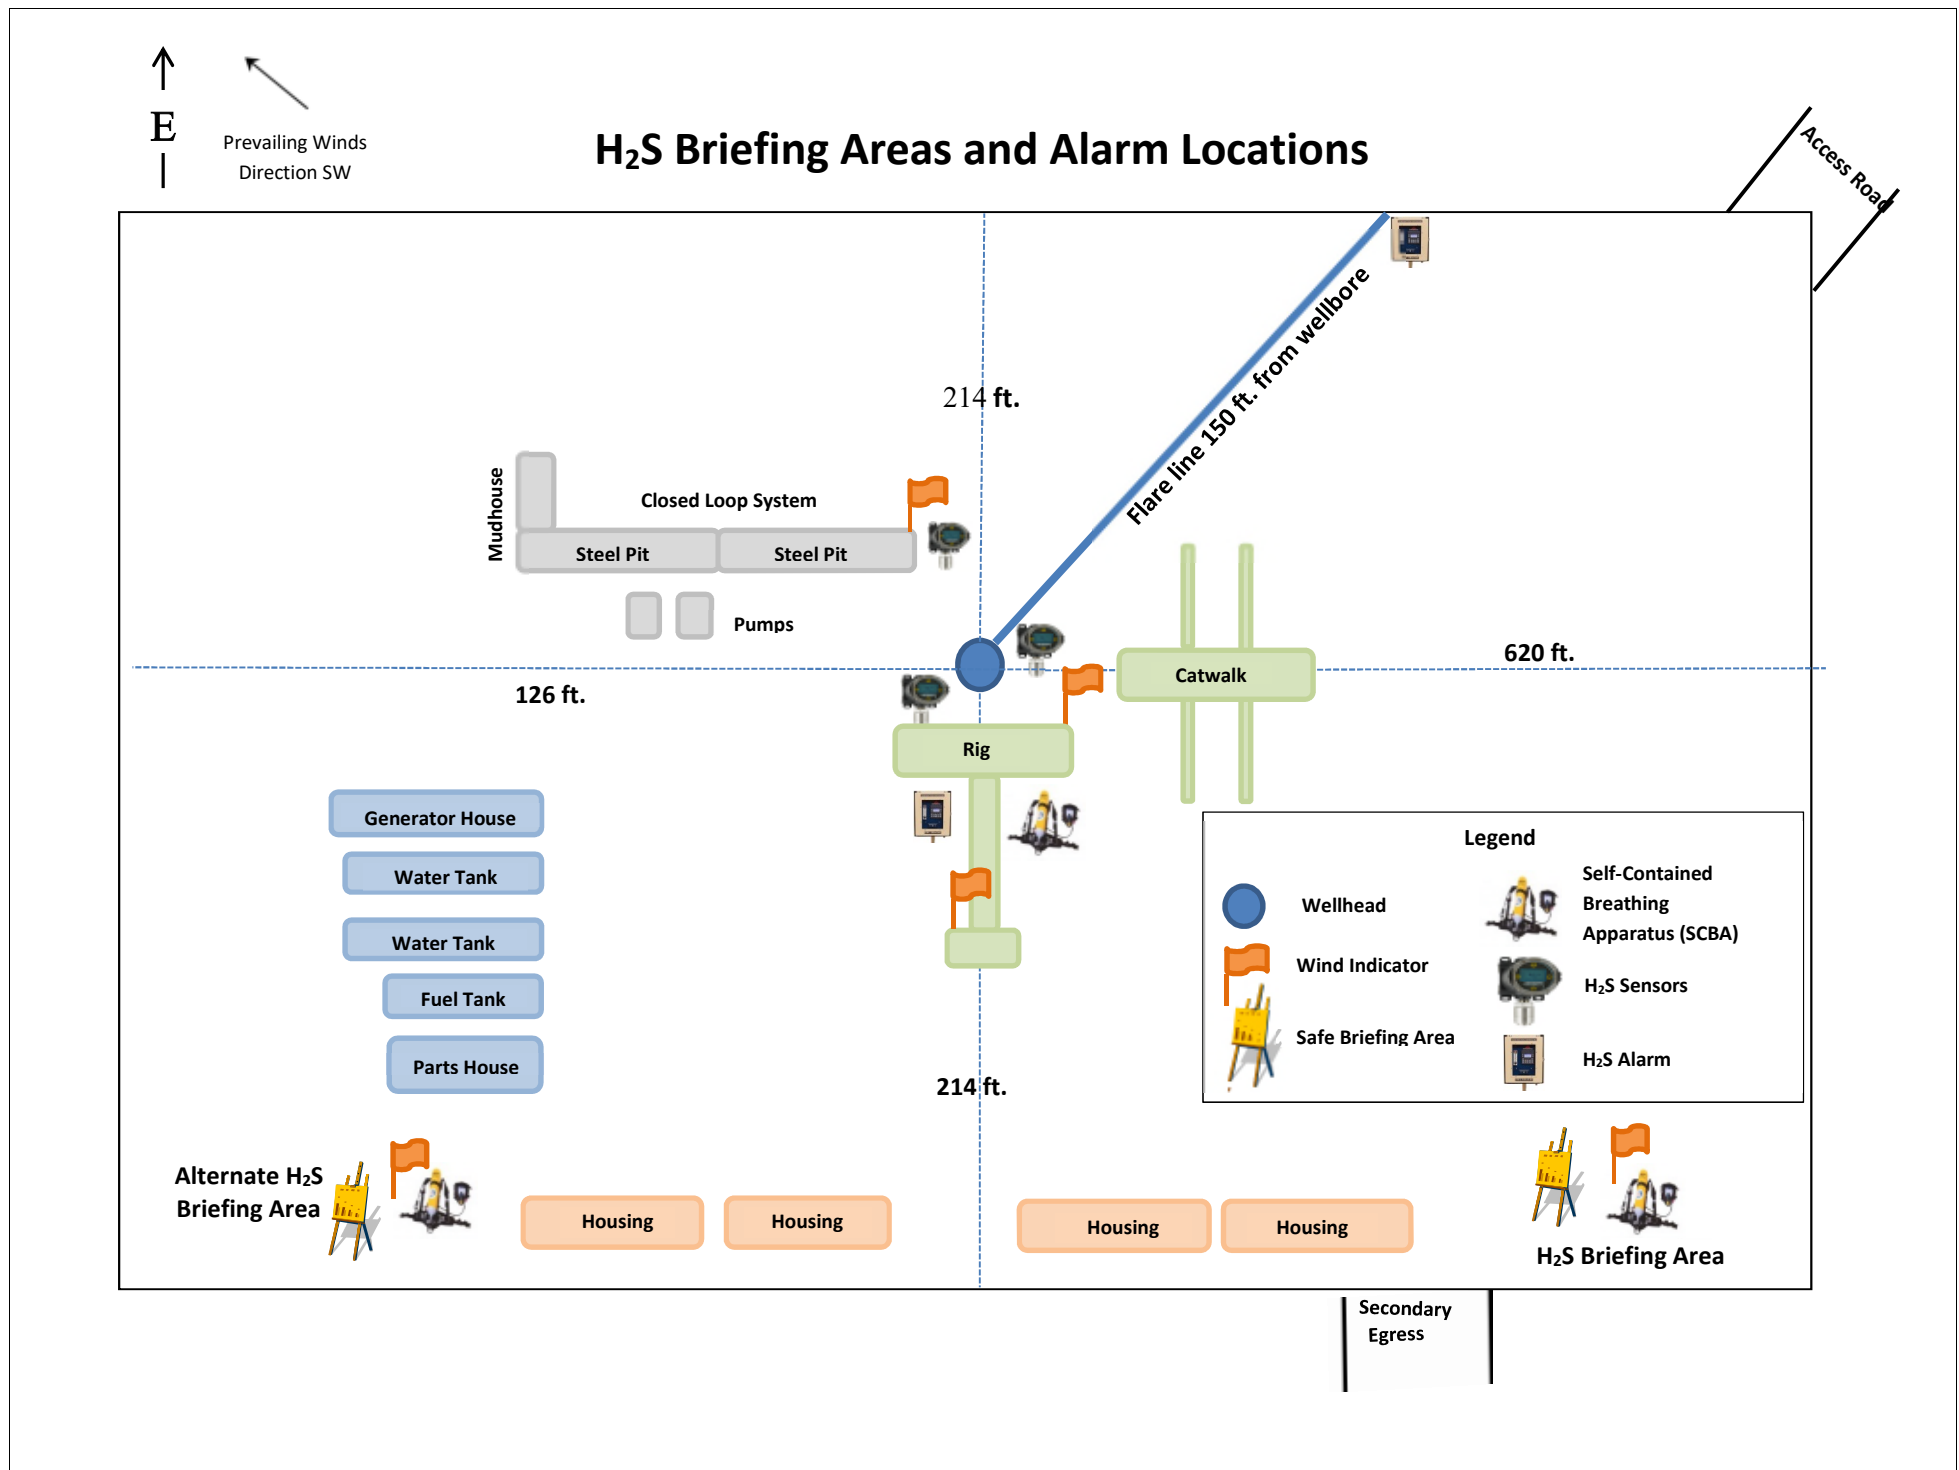 E
Prevailing Winds
Direction SW
H₂S Briefing Areas and Alarm Locations
Access Road
214 ft.
Flare line 150 ft. from wellbore
Mudhouse
Closed Loop System
Steel Pit
Steel Pit
Pumps
126 ft.
620 ft.
Catwalk
Rig
Generator House
Water Tank
Water Tank
Fuel Tank
Parts House
214 ft.
Legend
Wellhead
Wind Indicator
Safe Briefing Area
Self-Contained
Breathing
Apparatus (SCBA)
H₂S Sensors
H₂S Alarm
Alternate H₂S
Briefing Area
Housing
Housing
Housing
Housing
H₂S Briefing Area
Secondary
Egress